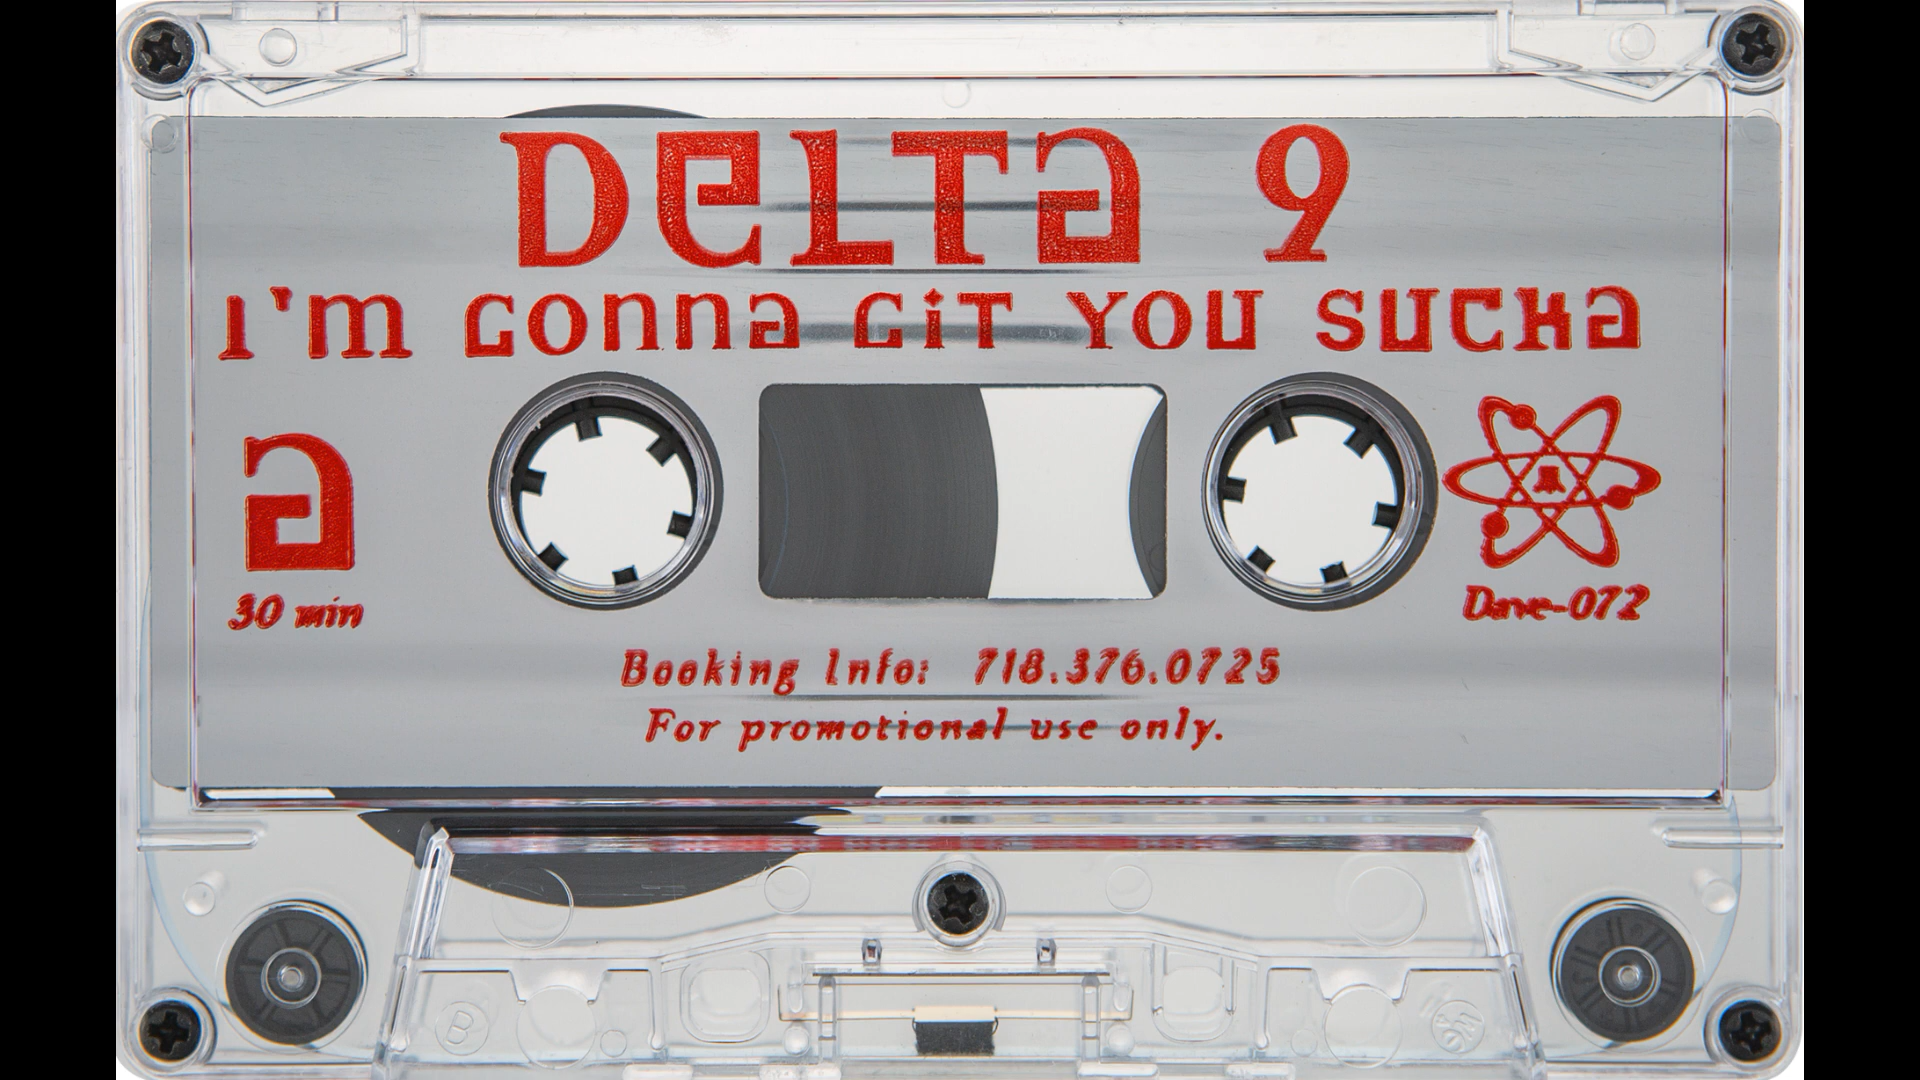 Delta 9
I'm Gonna Git You Sucka
a
30 min
Dave-072
Booking Info: 718.376.0725
For promotional use only.
B